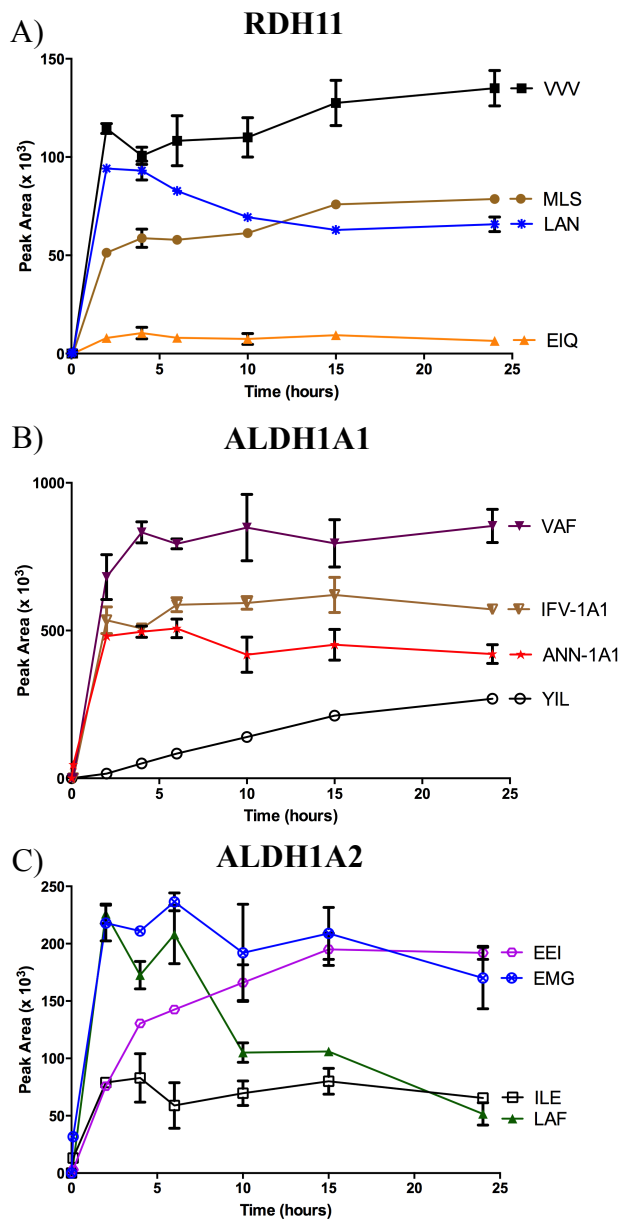 A)
RDH11
150
100
50
0
Peak Area (x 10³)
VVV
MLS
LAN
EIQ
0 5 10 15 20 25
Time (hours)
B)
ALDH1A1
1000
500
0
Peak Area (x 10³)
VAF
IFV-1A1
ANN-1A1
YIL
0 5 10 15 20 25
Time (hours)
C)
ALDH1A2
250
200
150
100
50
0
Peak Area (x 10³)
EEI
EMG
ILE
LAF
0 5 10 15 20 25
Time (hours)